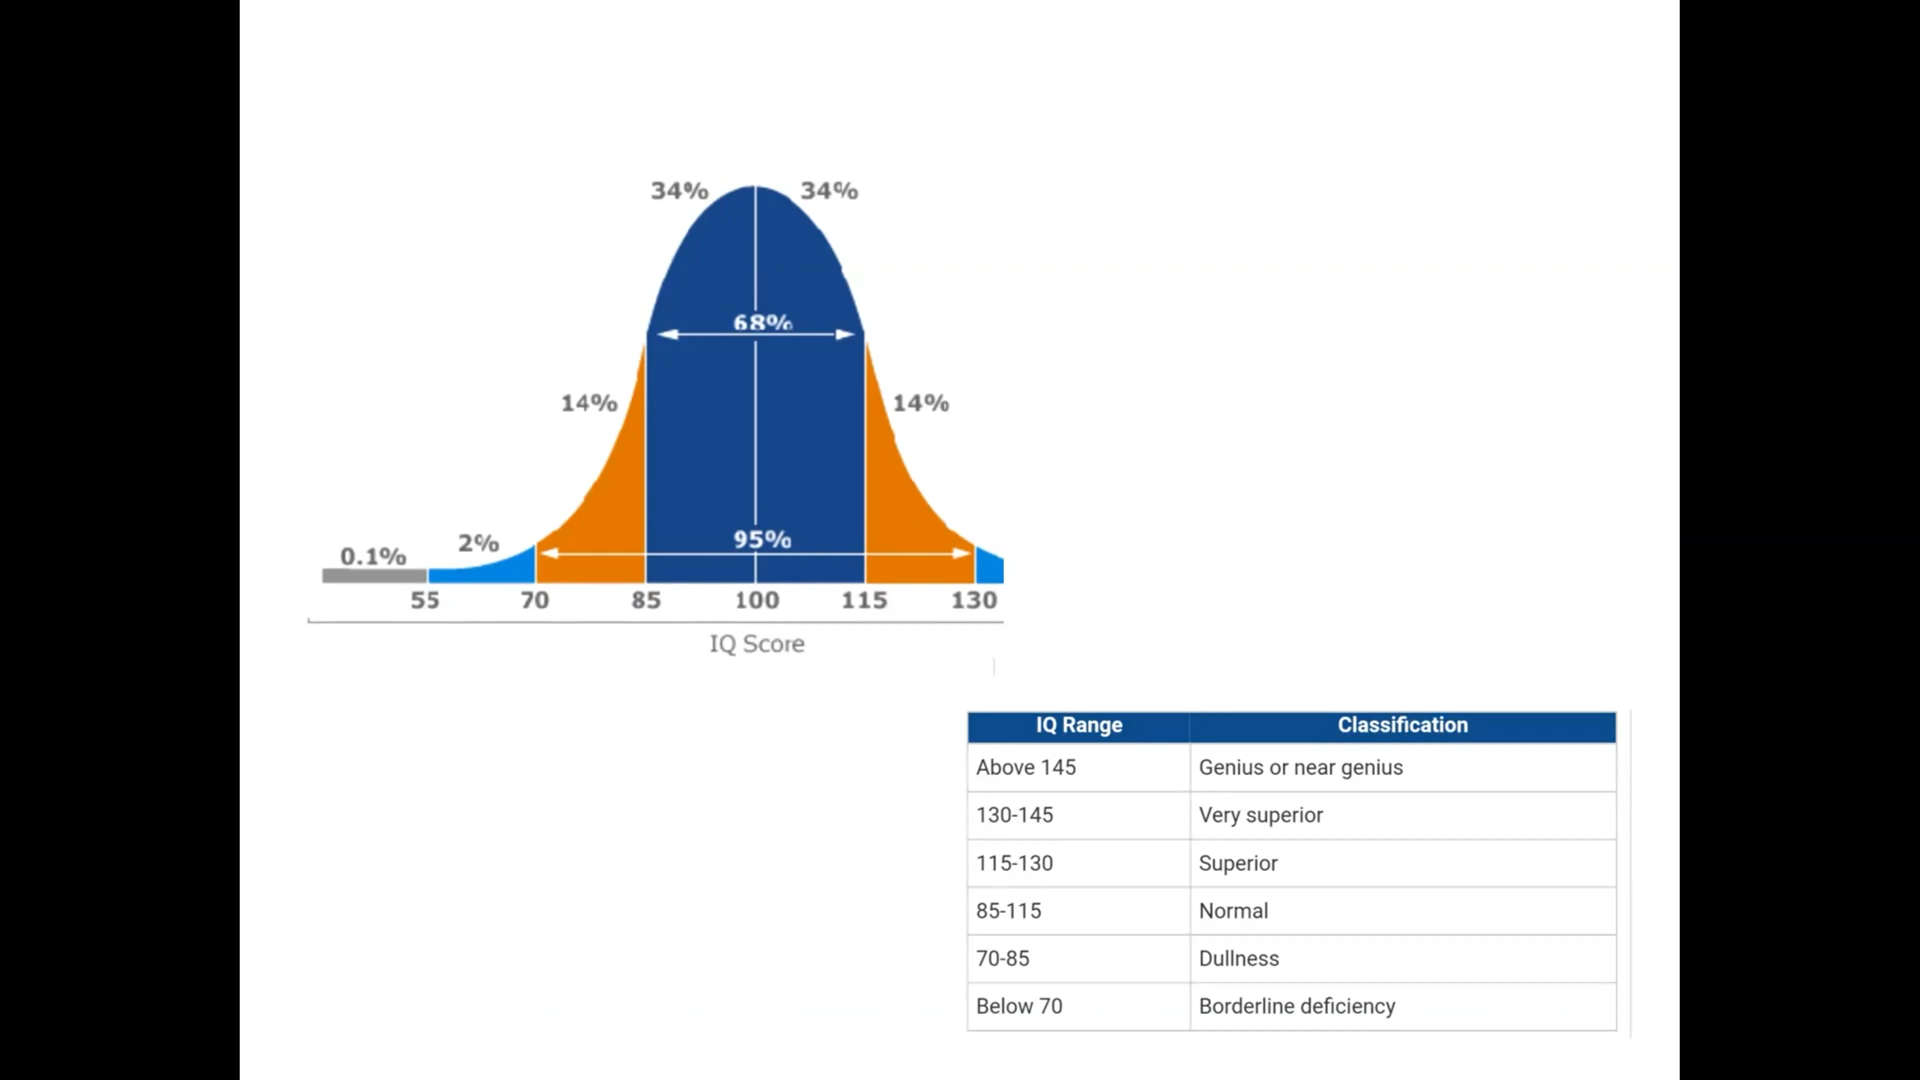 34% 34%
68%
14% 14%
95%
2%
0.1%
55 70 85 100 115 130
IQ Score
IQ Range Classification
Above 145 Genius or near genius
130-145 Very superior
115-130 Superior
85-115 Normal
70-85 Dullness
Below 70 Borderline deficiency